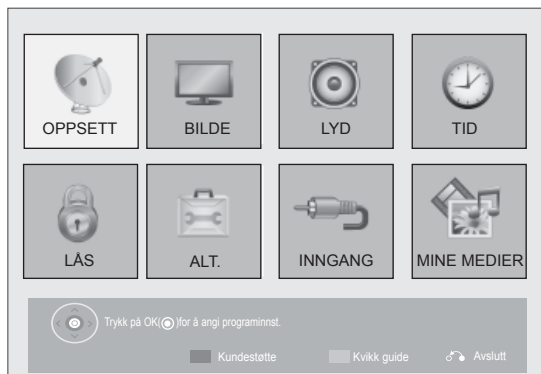 OPPSETT BILDE LYD TID
LÅS ALT. INNGANG MINE MEDIER
Trykk på OK(◉)for å angi programinnst.
Kundestøtte Kvikk guide Avslutt